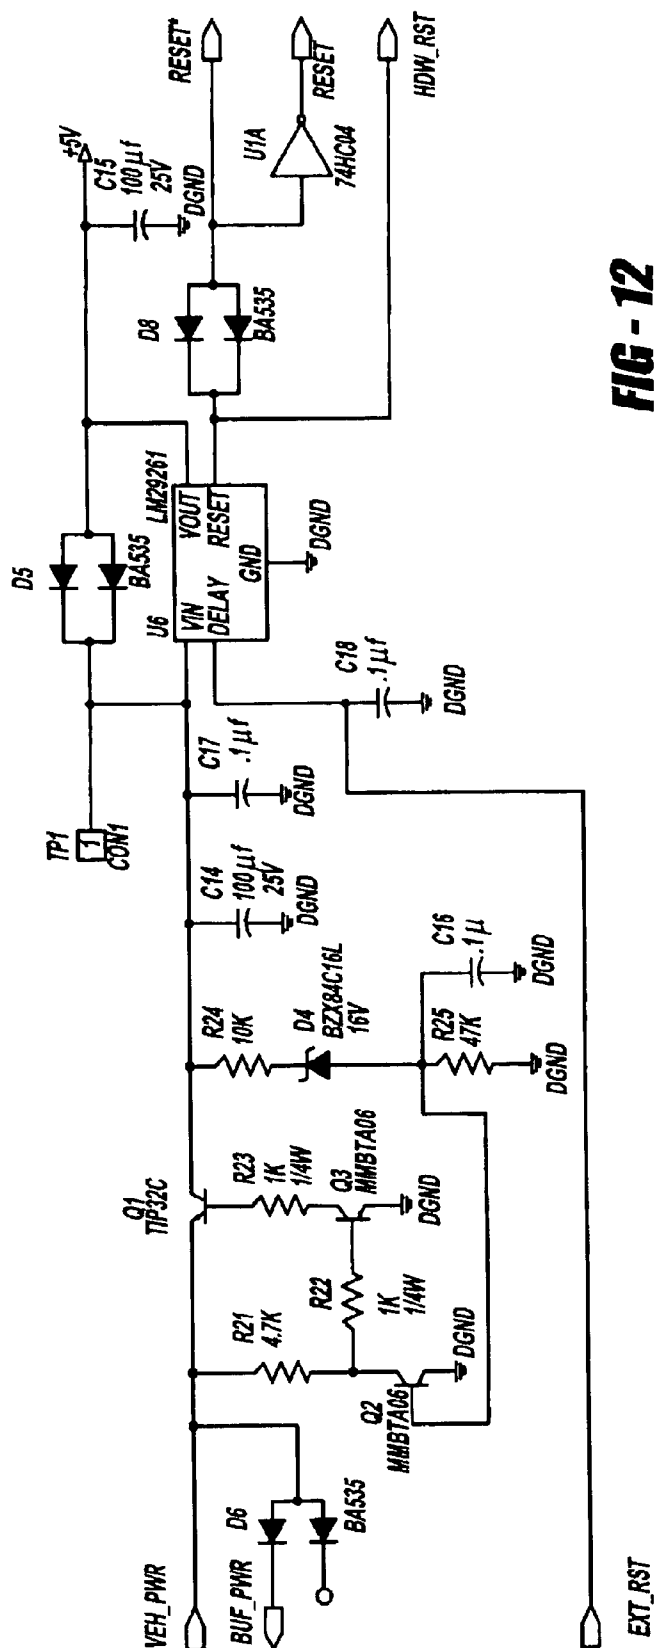 VEH_PWR
BUF_PWR
D6
BA535
R21
4.7K
Q2
MMBTA06
DGND
R22
1K
1/4W
Q1
TIP32C
R23
1K
1/4W
Q3
MMBTA06
DGND
R24
10K
D4
BZX84C16L
16V
R25
47K
DGND
C16
.1µ
DGND
C14
100µf
25V
DGND
C17
.1µf
DGND
TP1
1
CON1
C18
.1µf
DGND
D5
BA535
U6
LM29261
VIN
VOUT
DELAY
RESET
GND
DGND
D8
BA535
+5V
C15
100µf
25V
DGND
U1A
74HC04
RESET*
RESET
HDW_RST
EXT_RST
FIG - 12